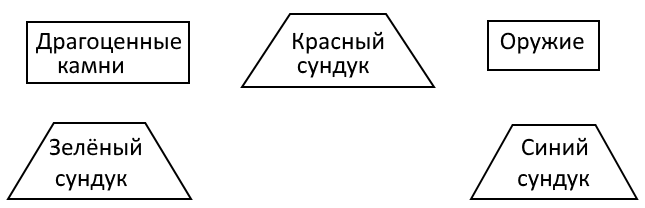 Драгоценные
камни
Красный
сундук
Оружие
Зелёный
сундук
Синий
сундук